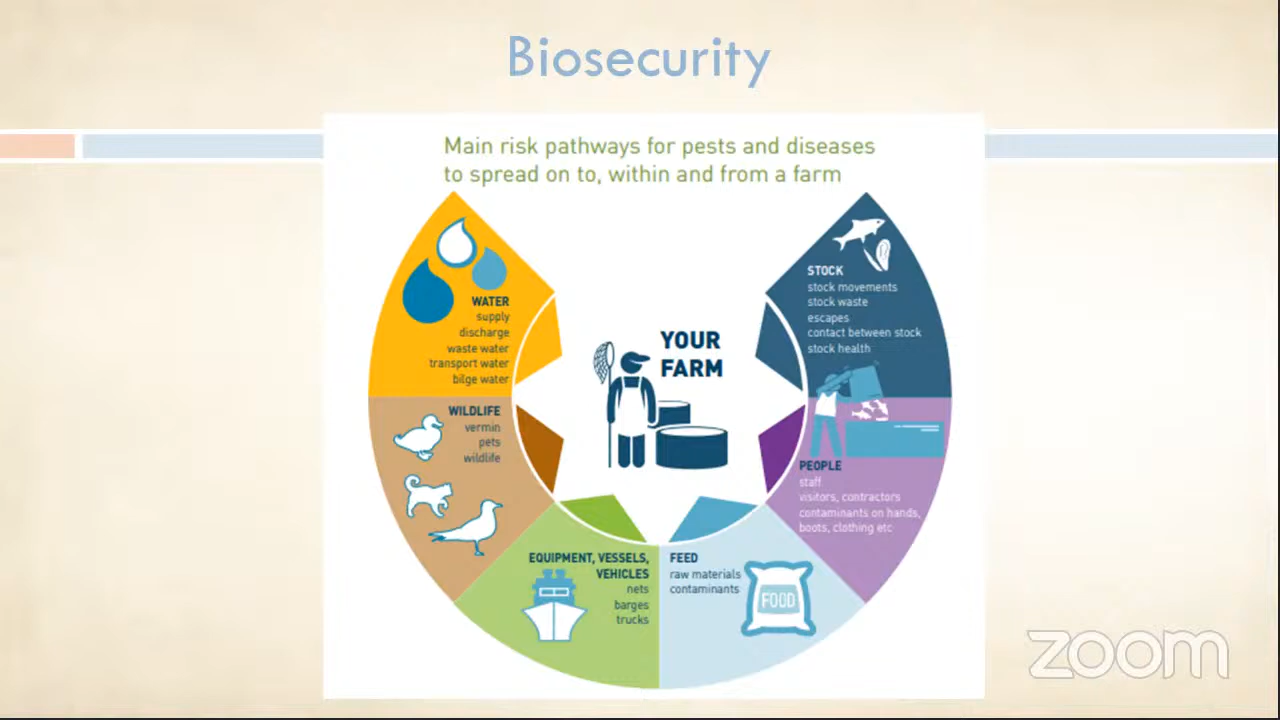 Biosecurity
Main risk pathways for pests and diseases
to spread on to, within and from a farm
WATER
supply
discharge
waste water
transport water
bilge water
WILDLIFE
vermin
pets
wildlife
EQUIPMENT, VESSELS,
VEHICLES
nets
barges
trucks
FEED
raw materials
contaminants
FOOD
PEOPLE
staff
visitors, contractors
contaminants on hands,
boots, clothing etc
STOCK
stock movements
stock waste
escapes
contact between stock
stock health
YOUR
FARM
zoom